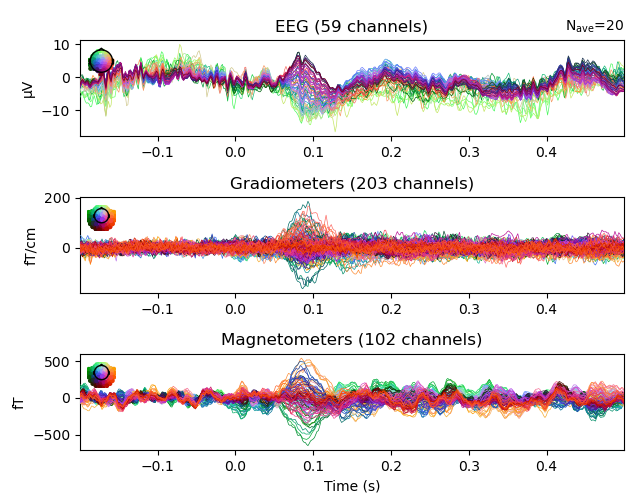 EEG (59 channels)
N_ave=20
10
0
−10
µV
−0.1 0.0 0.1 0.2 0.3 0.4
Gradiometers (203 channels)
200
0
fT/cm
−0.1 0.0 0.1 0.2 0.3 0.4
Magnetometers (102 channels)
500
0
−500
fT
−0.1 0.0 0.1 0.2 0.3 0.4
Time (s)